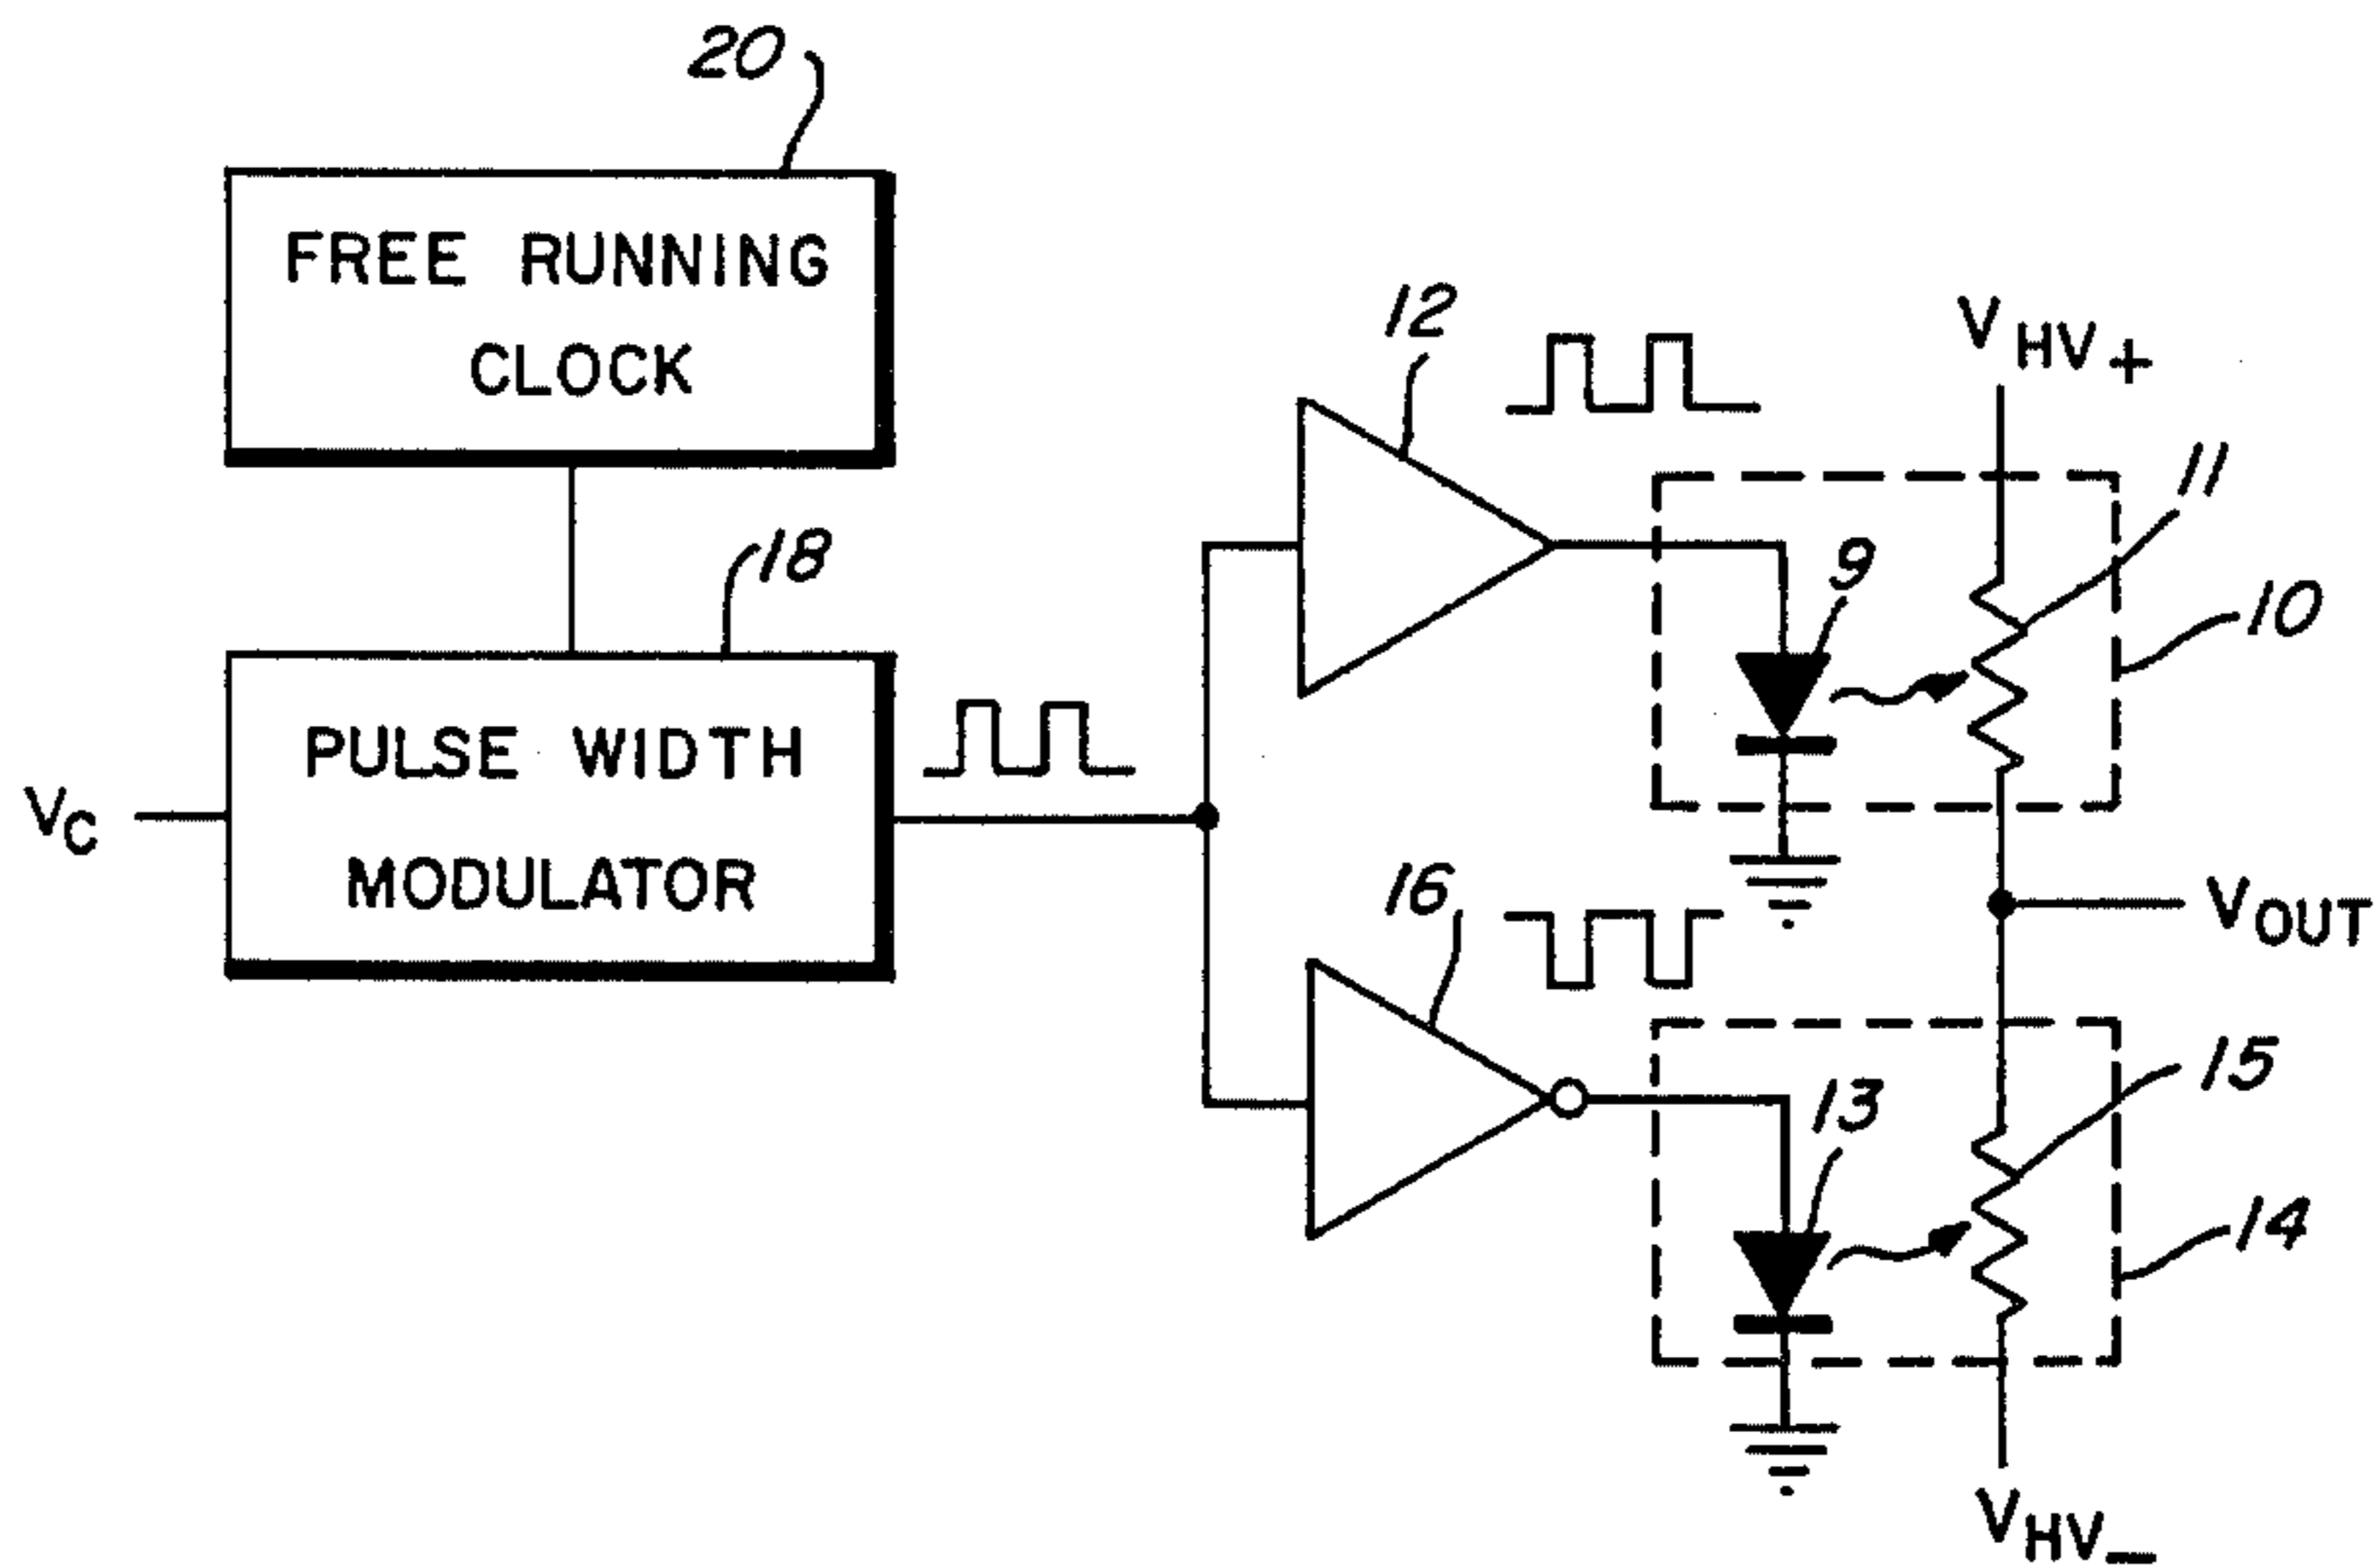 20
FREE RUNNING
CLOCK
12
V HV +
11
18
9
10
PULSE WIDTH
MODULATOR
VC
16
VOUT
15
13
14
VHV-